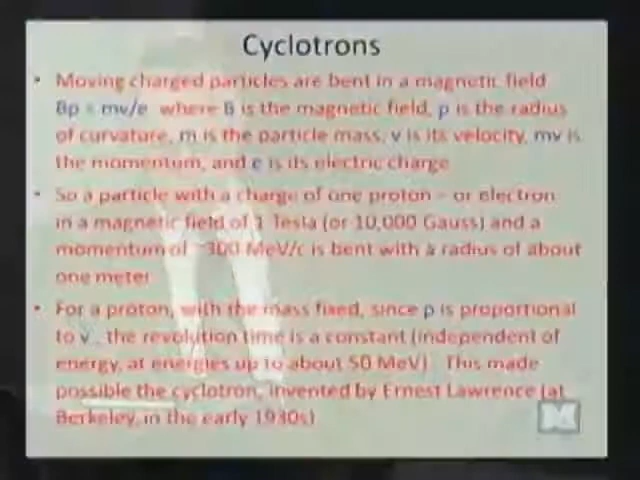 Cyclotrons
• Moving charged particles are bent in a magnetic field
Bρ = mv/e where B is the magnetic field, ρ is the radius
of curvature, m is the particle mass, v is its velocity, mv is
the momentum, and e is its electric charge
• So a particle with a charge of one proton – or electron
in a magnetic field of 1 Tesla (or 10,000 Gauss) and a
momentum of ~300 MeV/c is bent with a radius of about
one meter
• For a proton, with the mass fixed, since ρ is proportional
to v , the revolution time is a constant (independent of
energy, at energies up to about 50 MeV) This made
possible the cyclotron, invented by Ernest Lawrence (at
Berkeley, in the early 1930s)
M